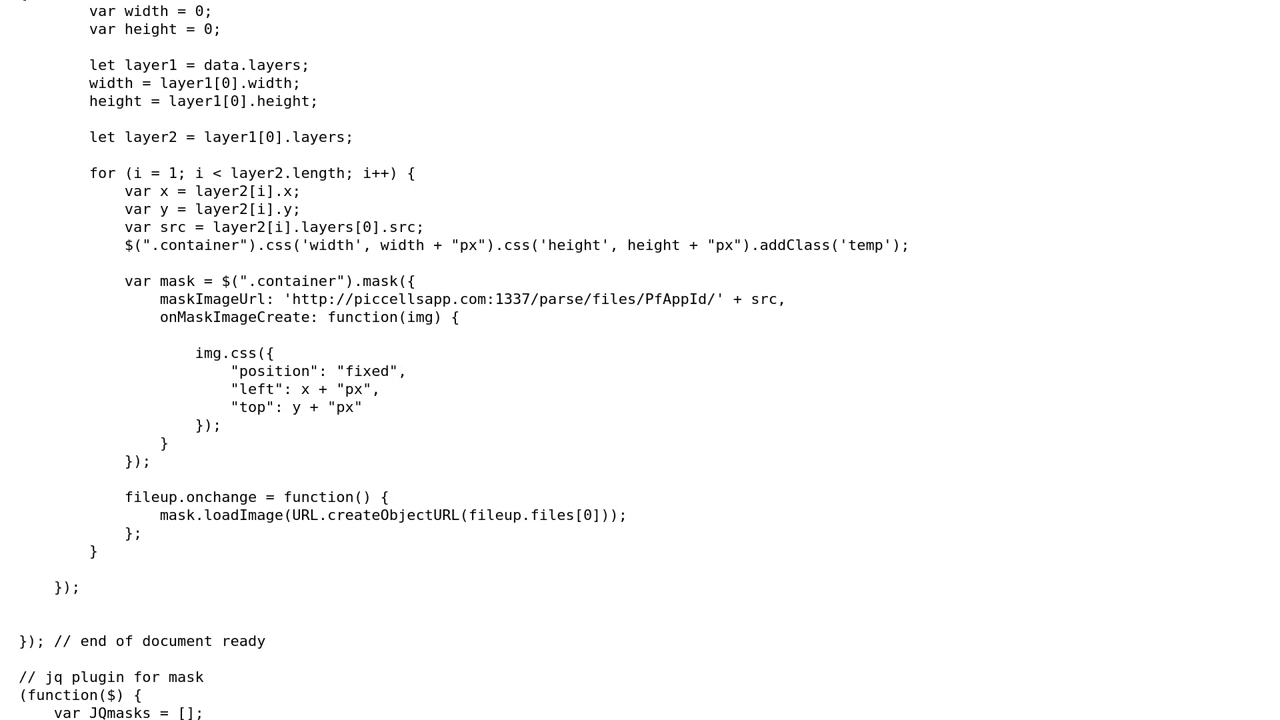 var width = 0;
var height = 0;
let layer1 = data.layers;
width = layer1[0].width;
height = layer1[0].height;
let layer2 = layer1[0].layers;
for (i = 1; i < layer2.length; i++) {
var x = layer2[i].x;
var y = layer2[i].y;
var src = layer2[i].layers[0].src;
$(".container").css('width', width + "px").css('height', height + "px").addClass('temp');
var mask = $(".container").mask({
maskImageUrl: 'http://piccellsapp.com:1337/parse/files/PfAppId/' + src,
onMaskImageCreate: function(img) {
img.css({
"position": "fixed",
"left": x + "px",
"top": y + "px"
});
}
});
fileup.onchange = function() {
mask.loadImage(URL.createObjectURL(fileup.files[0]));
};
}
});
}); // end of document ready
// jq plugin for mask
(function($) {
var JQmasks = [];